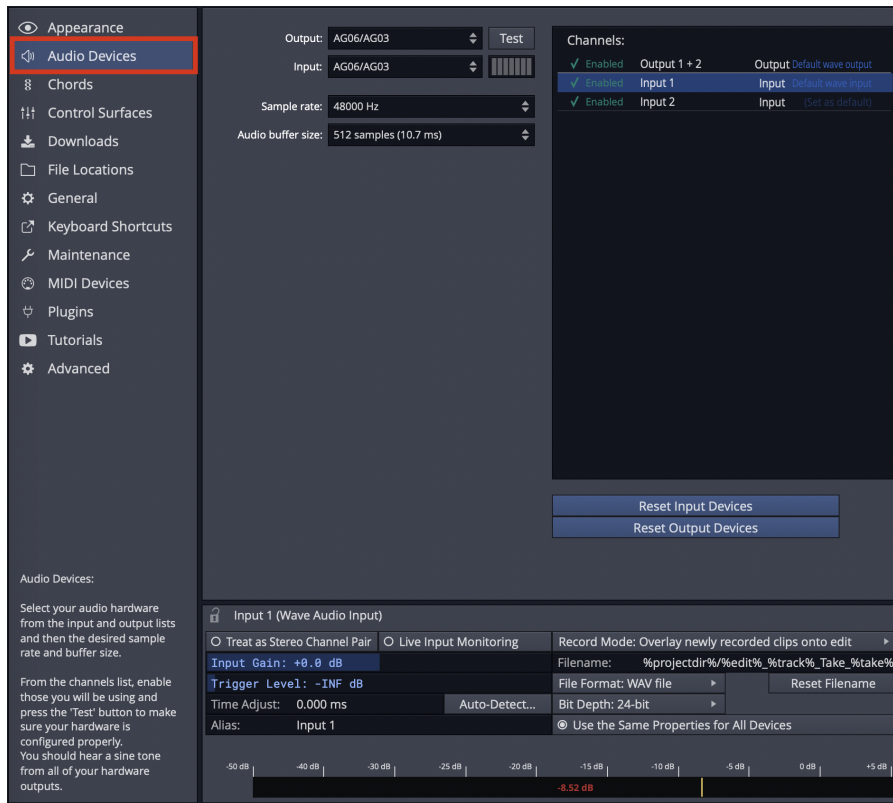 Appearance
Audio Devices
Chords
Control Surfaces
Downloads
File Locations
General
Keyboard Shortcuts
Maintenance
MIDI Devices
Plugins
Tutorials
Advanced
Audio Devices:
Select your audio hardware
from the input and output lists
and then the desired sample
rate and buffer size.
From the channels list, enable
those you will be using and
press the 'Test' button to make
sure your hardware is
configured properly.
You should hear a sine tone
from all of your hardware
outputs.
Output: AG06/AG03 Test
Input: AG06/AG03
Sample rate: 48000 Hz
Audio buffer size: 512 samples (10.7 ms)
Channels:
Enabled Output 1 + 2 Output Default wave output
Enabled Input 1 Input Default wave input
Enabled Input 2 Input (Set as default)
Reset Input Devices
Reset Output Devices
Input 1 (Wave Audio Input)
Treat as Stereo Channel Pair Live Input Monitoring Record Mode: Overlay newly recorded clips onto edit
Input Gain: +0.0 dB Filename: %projectdir%/%edit%_%track%_Take_%take%
Trigger Level: -INF dB File Format: WAV file Reset Filename
Time Adjust: 0.000 ms Auto-Detect... Bit Depth: 24-bit
Alias: Input 1 Use the Same Properties for All Devices
-50 dB -40 dB -30 dB -25 dB -20 dB -15 dB -10 dB -5 dB 0 dB +5 dB
-8.52 dB